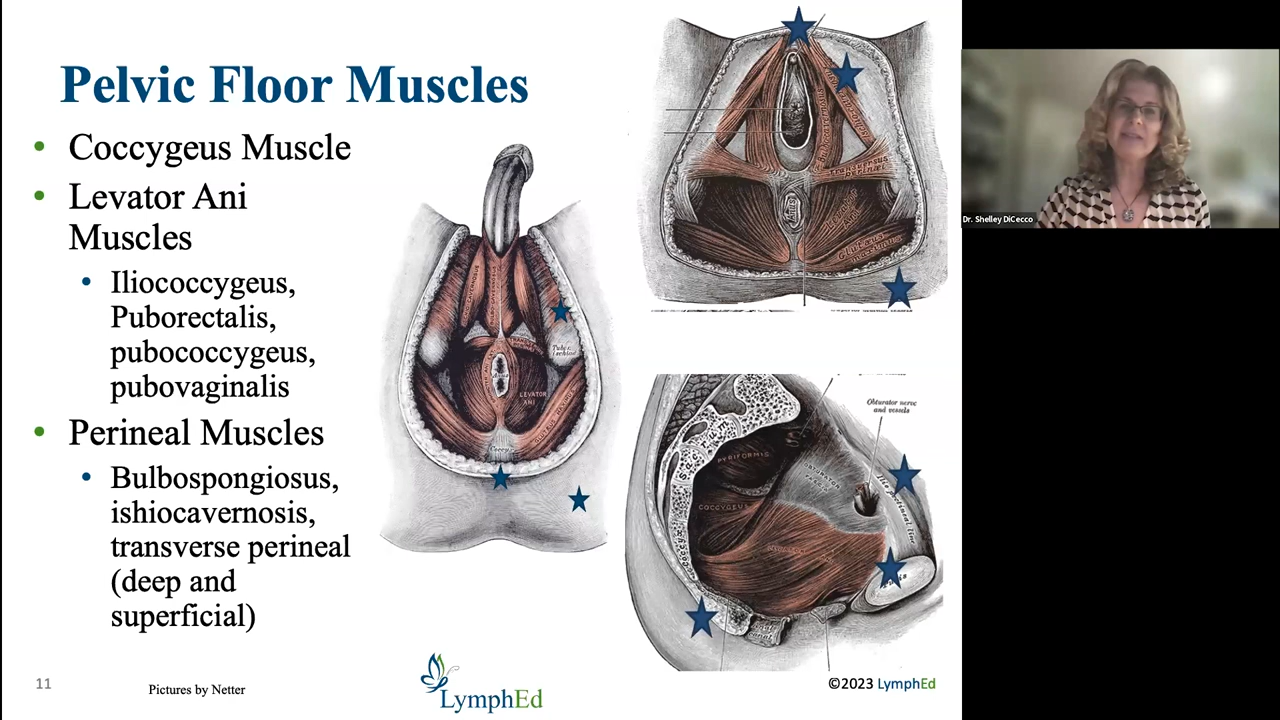 Pelvic Floor Muscles
• Coccygeus Muscle
• Levator Ani
Muscles
• Iliococcygeus,
Puborectalis,
pubococcygeus,
pubovaginalis
• Perineal Muscles
• Bulbospongiosus,
ishiocavernosis,
transverse perineal
(deep and
superficial)
LEVATOR
ANI
Anus
Obturator nerve
and vessels
PYRIFORMIS
COCCYGEUS
11
Pictures by Netter
LymphEd
©2023 LymphEd
Dr. Shelley DiCecco